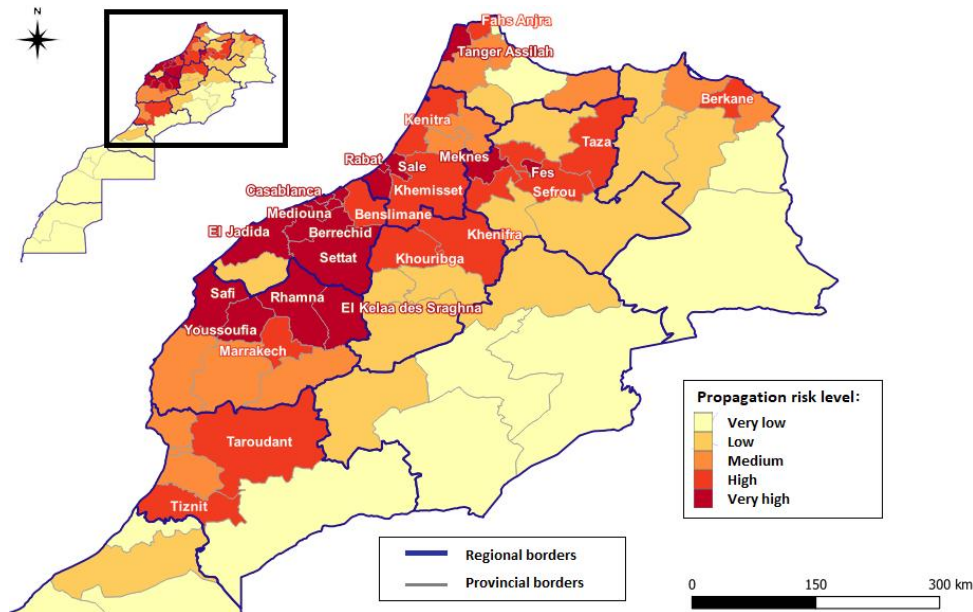 N
Fahs Anjra
Tanger Assilah
Berkane
Kenitra
Taza
Rabat
Sale
Meknes
Fes
Khemisset
Sefrou
Casablanca
Mediouna
Benslimane
El Jadida
Berrechid
Khenifra
Settat
Khouribga
Safi
Rhamna
El Kelaa des Sraghna
Youssoufia
Marrakech
Taroudant
Tiznit
Propagation risk level:
Very low
Low
Medium
High
Very high
Regional borders
Provincial borders
0 150 300 km